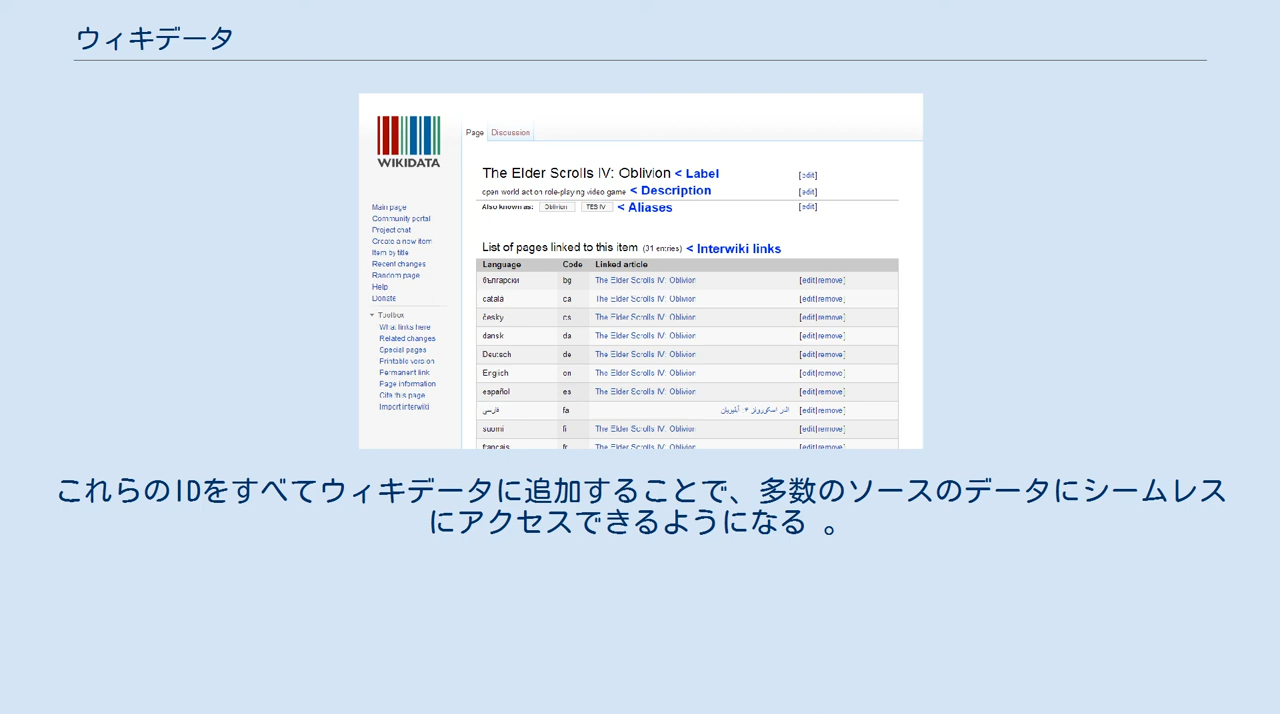 ウィキデータ
WIKIDATA
Page Discussion
The Elder Scrolls IV: Oblivion < Label [edit]
open world action role-playing video game < Description [edit]
Also known as: Oblivion TES IV < Aliases [edit]
Main page
Community portal
Project chat
Create a new item
Item by title
Recent changes
Random page
Help
Donate
Toolbox
What links here
Related changes
Special pages
Printable version
Permanent link
Page information
Cite this page
Import interwiki
List of pages linked to this item (31 entries) < Interwiki links
Language Code Linked article
български bg The Elder Scrolls IV: Oblivion [edit|remove]
català ca The Elder Scrolls IV: Oblivion [edit|remove]
česky cs The Elder Scrolls IV: Oblivion [edit|remove]
dansk da The Elder Scrolls IV: Oblivion [edit|remove]
Deutsch de The Elder Scrolls IV: Oblivion [edit|remove]
English en The Elder Scrolls IV: Oblivion [edit|remove]
español es The Elder Scrolls IV: Oblivion [edit|remove]
فارسی fa [edit|remove]
suomi fi The Elder Scrolls IV: Oblivion [edit|remove]
français fr The Elder Scrolls IV: Oblivion [edit|remove]
これらのIDをすべてウィキデータに追加することで、多数のソースのデータにシームレス
にアクセスできるようになる 。